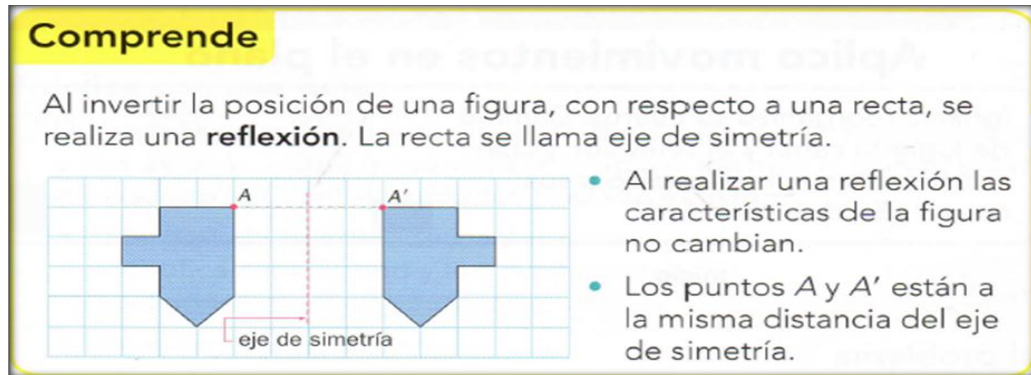 Comprende
Al invertir la posición de una figura, con respecto a una recta, se
realiza una reflexión. La recta se llama eje de simetría.
A
A'
eje de simetría
• Al realizar una reflexión las
características de la figura
no cambian.
• Los puntos A y A' están a
la misma distancia del eje
de simetría.